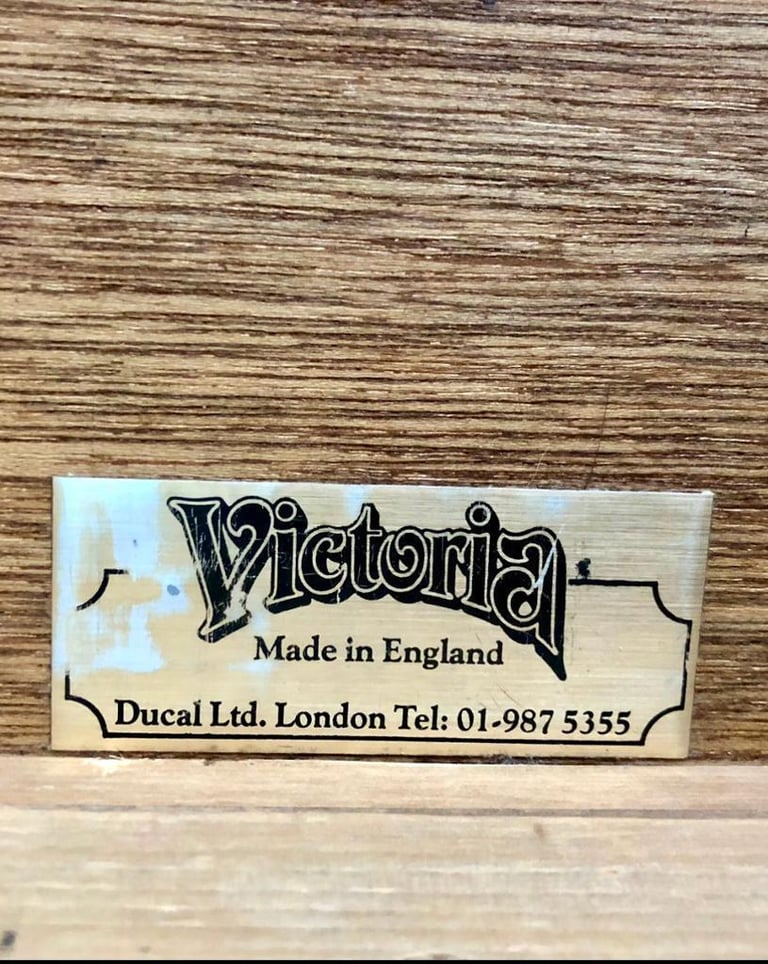 Victoria
Made in England
Ducal Ltd. London Tel: 01-987 5355